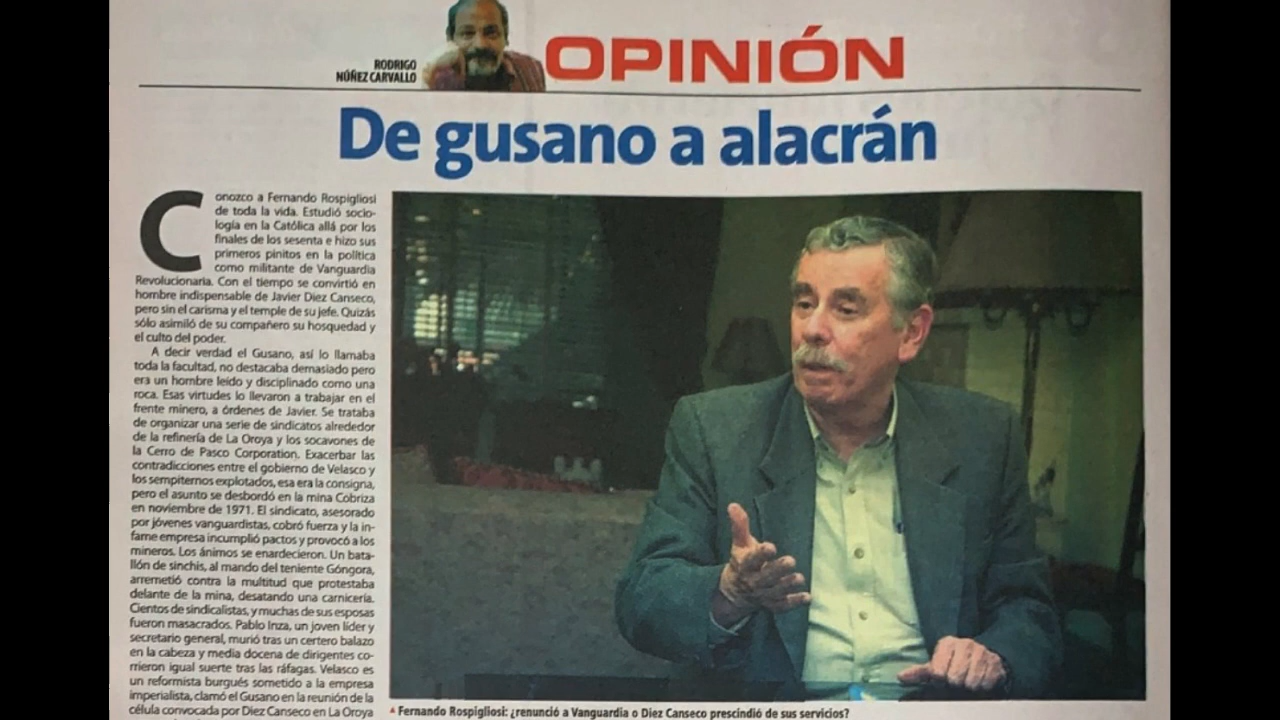 RODRIGO
NÚÑEZ CARVALLO
OPINIÓN
De gusano a alacrán
Conozco a Fernando Rospigliosi
de toda la vida. Estudió socio-
logía en la Católica allá por los
finales de los sesenta e hizo sus
primeros pinitos en la política
como militante de Vanguardia
Revolucionaria. Con el tiempo se convirtió en
hombre indispensable de Javier Diez Canseco,
pero sin el carisma y el temple de su jefe. Quizás
sólo asimiló de su compañero su hosquedad y
el culto del poder.
A decir verdad el Gusano, así lo llamaba
toda la facultad, no destacaba demasiado pero
era un hombre leído y disciplinado como una
roca. Esas virtudes lo llevaron a trabajar en el
frente minero, a órdenes de Javier. Se trataba
de organizar una serie de sindicatos alrededor
de la refinería de La Oroya y los socavones de
la Cerro de Pasco Corporation. Exacerbar las
contradicciones entre el gobierno de Velasco y
los sempiternos explotados, esa era la consigna,
pero el asunto se desbordó en la mina Cobriza
en noviembre de 1971. El sindicato, asesorado
por jóvenes vanguardistas, cobró fuerza y la in-
fame empresa incumplió pactos y provocó a los
mineros. Los ánimos se enardecieron. Un bata-
llón de sinchis, al mando del teniente Góngora,
arremetió contra la multitud que protestaba
delante de la mina, desatando una carnicería.
Cientos de sindicalistas, y muchas de sus esposas
fueron masacrados. Pablo Inza, un joven líder y
secretario general, murió tras un certero balazo
en la cabeza y media docena de dirigentes co-
rrieron igual suerte tras las ráfagas. Velasco es
un reformista burgués sometido a la empresa
imperialista, clamó el Gusano en la reunión de la
célula convocada por Diez Canseco en La Oroya
Fernando Rospigliosi: ¿renunció a Vanguardia o Diez Canseco prescindió de sus servicios?